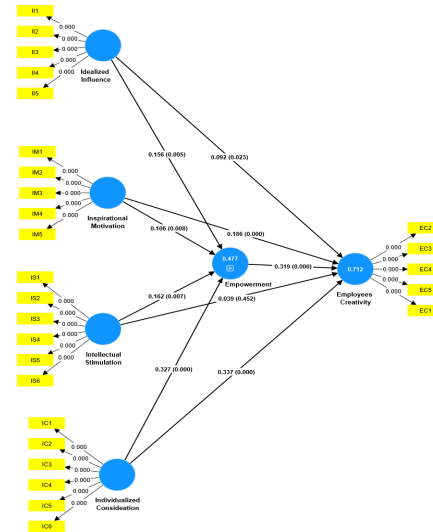 II1
0.000
II2
0.000
II3
0.000
II4
0.000
II5
0.000
Idealized
Influence
0.156 (0.005)
0.092 (0.023)
IM1
0.000
IM2
0.000
IM3
0.000
IM4
0.000
IM5
0.000
Inspirational
Motivation
0.106 (0.008)
0.186 (0.000)
0.477
Empowerment
0.319 (0.000)
0.712
Employees
Creativity
EC2
0.000
EC3
0.000
EC4
0.000
EC5
0.000
EC1
0.000
IS1
0.000
IS2
0.000
IS3
0.000
IS4
0.000
IS5
0.000
IS6
0.000
Intellectual
Stimulation
0.162 (0.007)
0.039 (0.452)
0.327 (0.000)
0.337 (0.000)
IC1
0.000
IC2
0.000
IC3
0.000
IC4
0.000
IC5
0.000
IC6
0.000
Individualized
Consideation